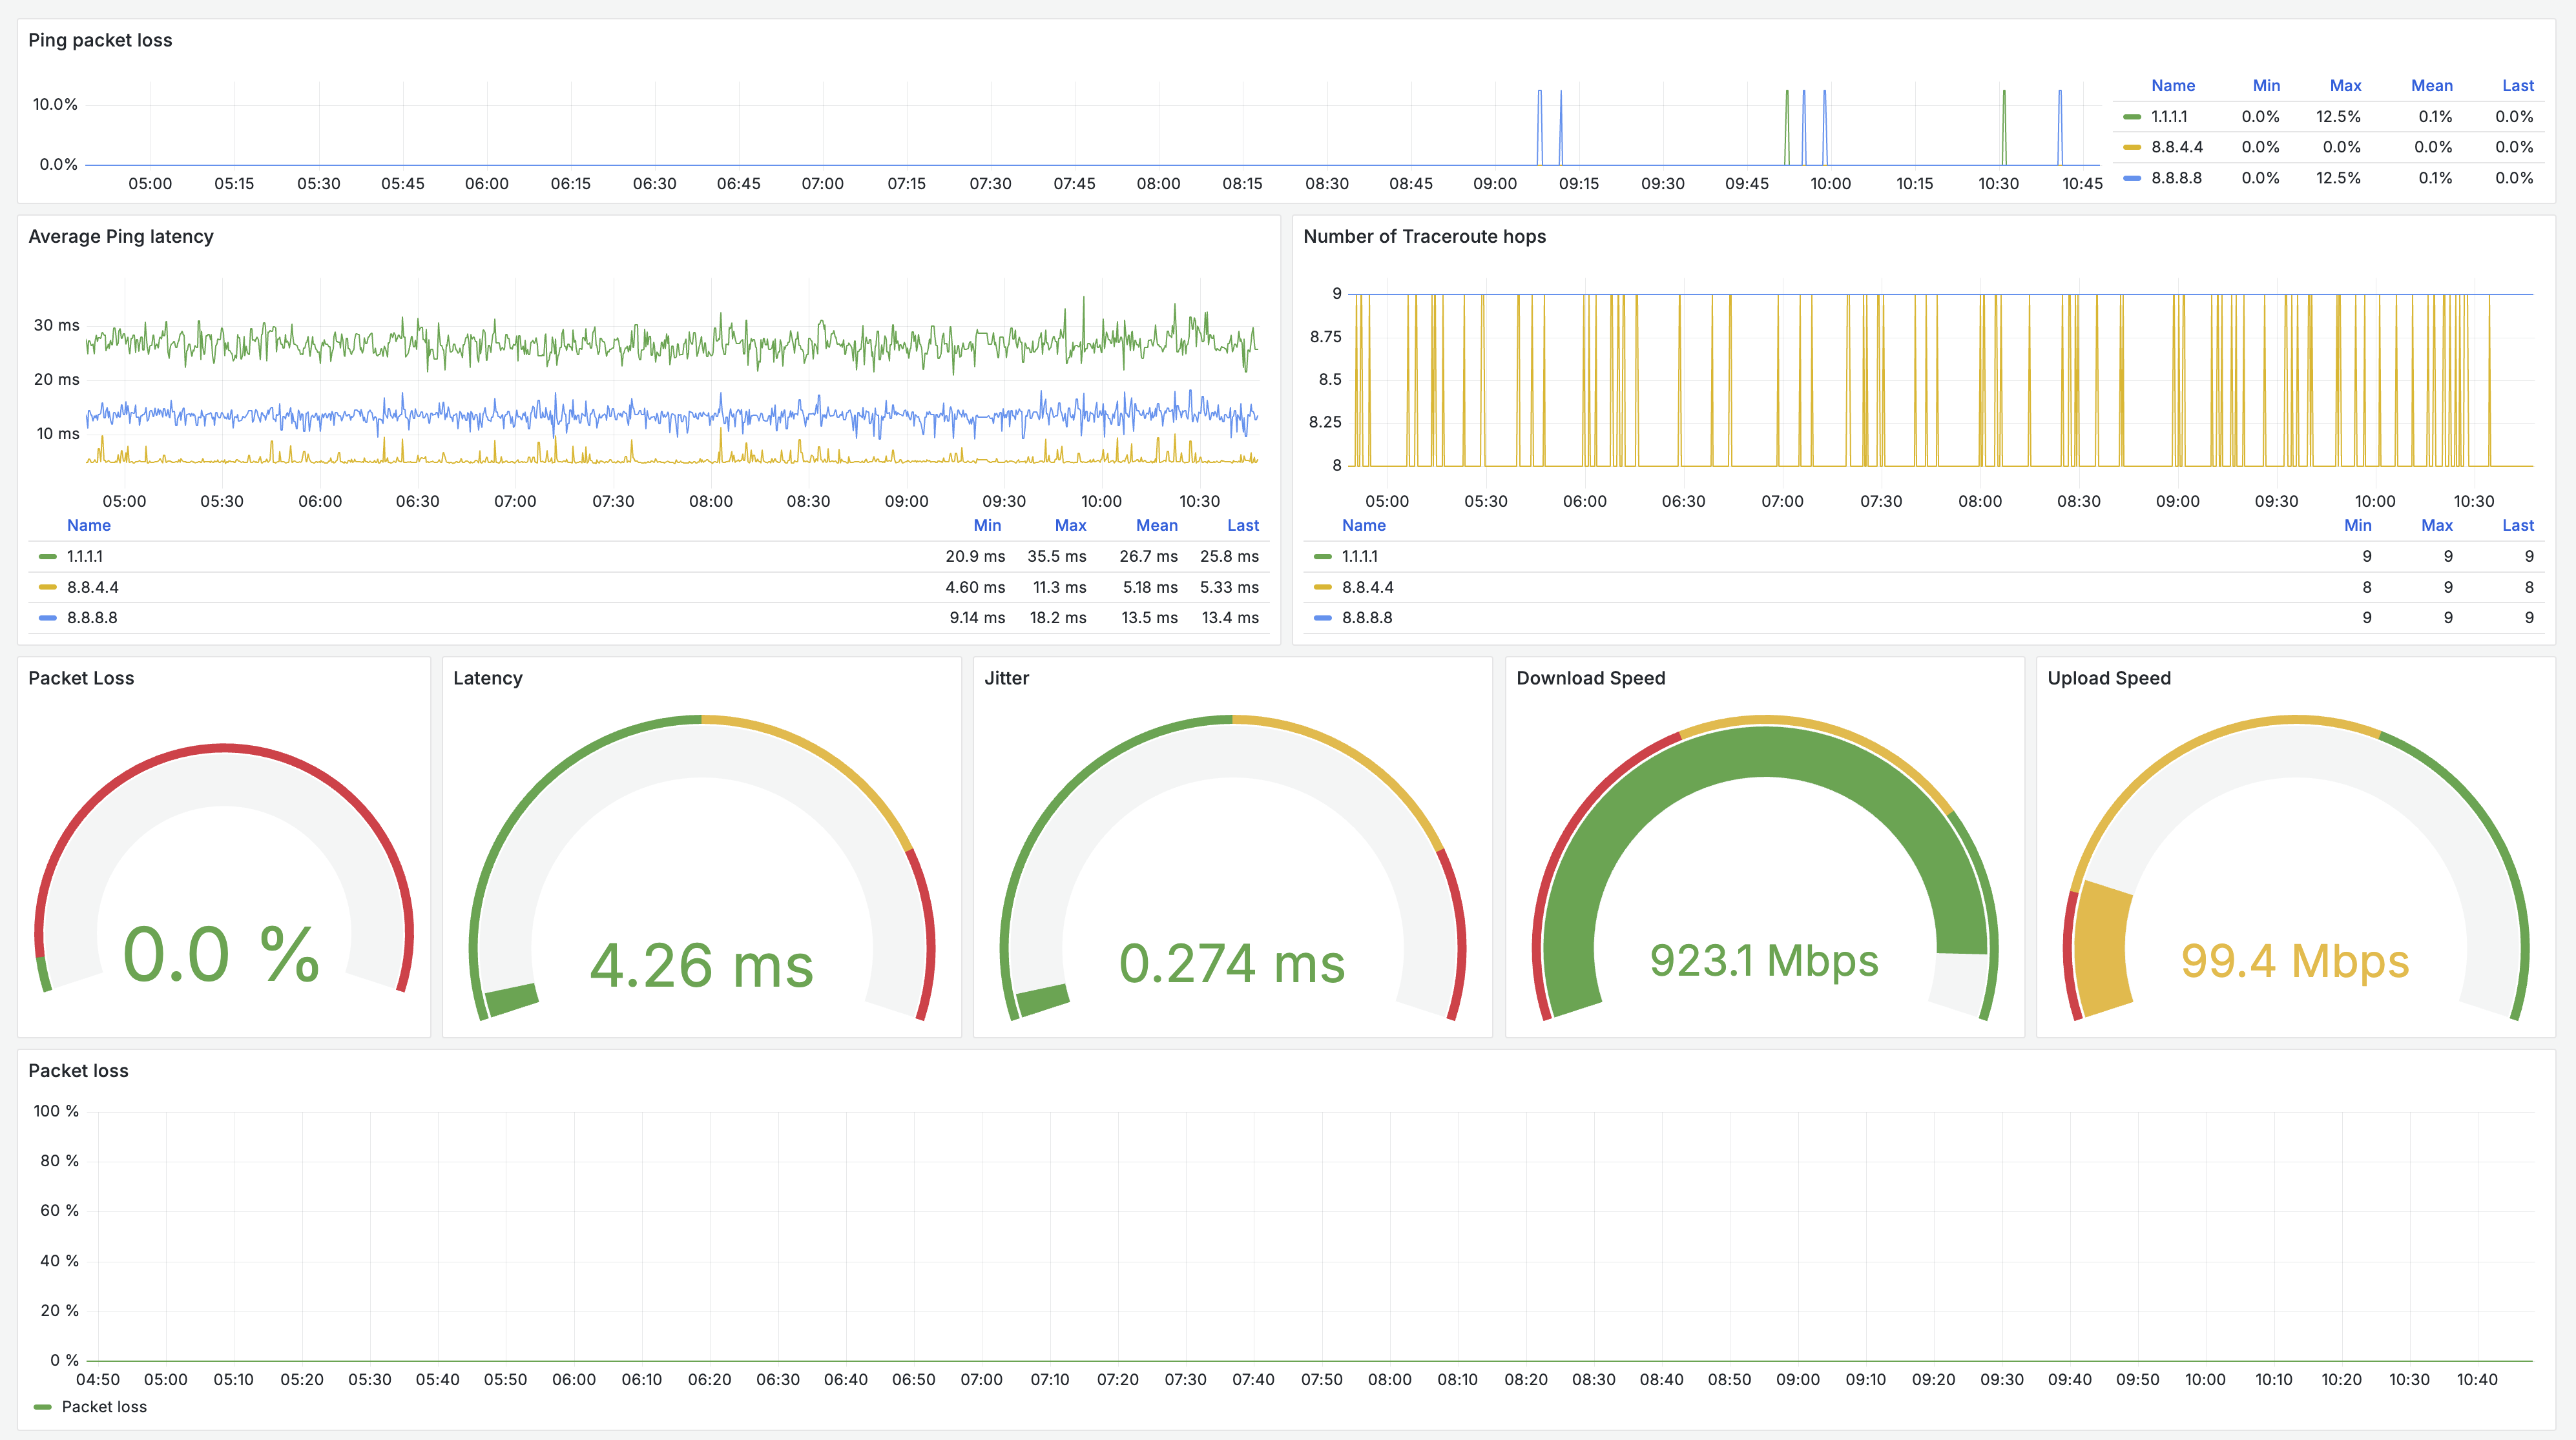 Ping packet loss
10.0%
0.0%
05:00 05:15 05:30 05:45 06:00 06:15 06:30 06:45 07:00 07:15 07:30 07:45 08:00 08:15 08:30 08:45 09:00 09:15 09:30 09:45 10:00 10:15 10:30 10:45
Name Min Max Mean Last
1.1.1.1 0.0% 12.5% 0.1% 0.0%
8.8.4.4 0.0% 0.0% 0.0% 0.0%
8.8.8.8 0.0% 12.5% 0.1% 0.0%
Average Ping latency
30 ms
20 ms
10 ms
05:00 05:30 06:00 06:30 07:00 07:30 08:00 08:30 09:00 09:30 10:00 10:30
Name Min Max Mean Last
1.1.1.1 20.9 ms 35.5 ms 26.7 ms 25.8 ms
8.8.4.4 4.60 ms 11.3 ms 5.18 ms 5.33 ms
8.8.8.8 9.14 ms 18.2 ms 13.5 ms 13.4 ms
Number of Traceroute hops
9
8.75
8.5
8.25
8
05:00 05:30 06:00 06:30 07:00 07:30 08:00 08:30 09:00 09:30 10:00 10:30
Name Min Max Last
1.1.1.1 9 9 9
8.8.4.4 8 9 8
8.8.8.8 9 9 9
Packet Loss
0.0 %
Latency
4.26 ms
Jitter
0.274 ms
Download Speed
923.1 Mbps
Upload Speed
99.4 Mbps
Packet loss
100 %
80 %
60 %
40 %
20 %
0 %
04:50 05:00 05:10 05:20 05:30 05:40 05:50 06:00 06:10 06:20 06:30 06:40 06:50 07:00 07:10 07:20 07:30 07:40 07:50 08:00 08:10 08:20 08:30 08:40 08:50 09:00 09:10 09:20 09:30 09:40 09:50 10:00 10:10 10:20 10:30 10:40
Packet loss